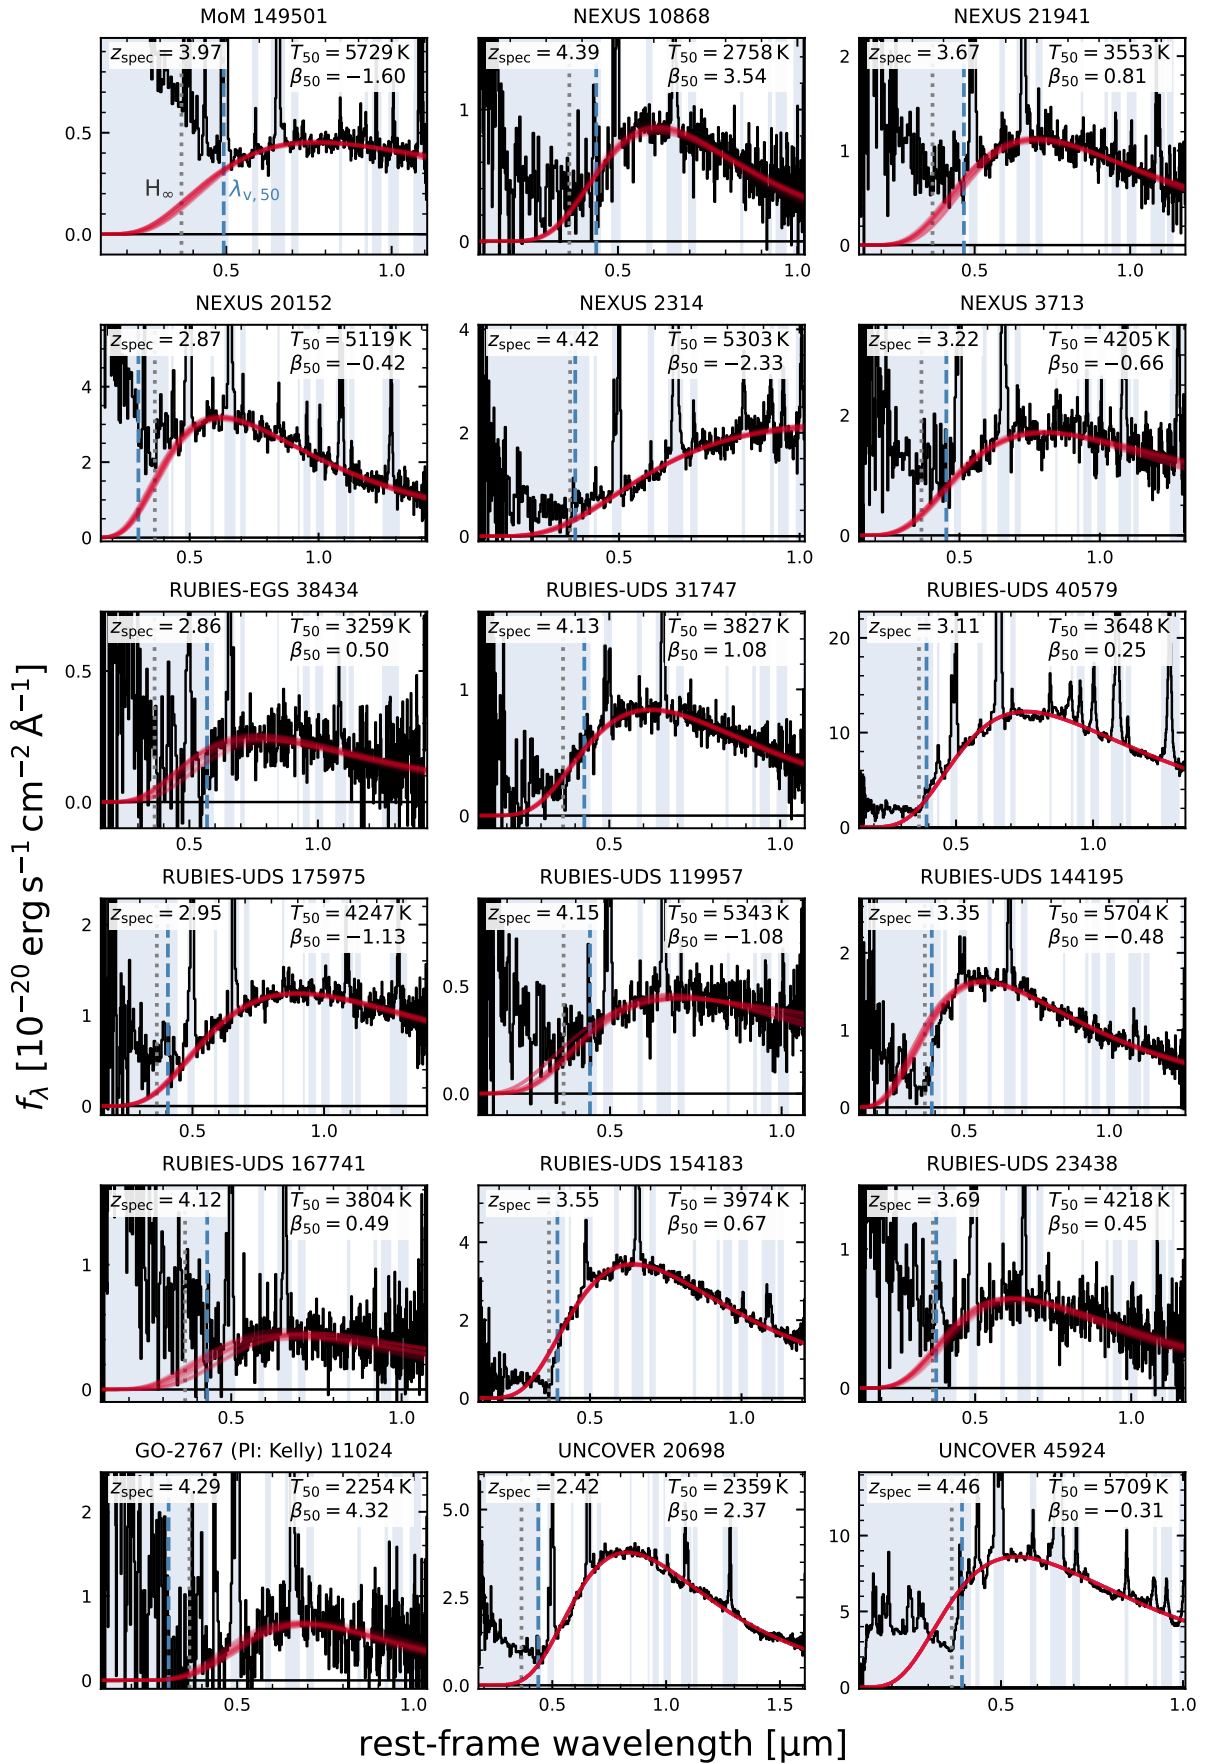 MoM 149501
NEXUS 10868
NEXUS 21941
z_spec = 3.97
T_50 = 5729 K
β_50 = −1.60
H_∞
λ_v,50
0.5
0.0
0.5
1.0
z_spec = 4.39
T_50 = 2758 K
β_50 = 3.54
1
0
0.5
1.0
z_spec = 3.67
T_50 = 3553 K
β_50 = 0.81
2
1
0
0.5
1.0
NEXUS 20152
NEXUS 2314
NEXUS 3713
z_spec = 2.87
T_50 = 5119 K
β_50 = −0.42
4
2
0
0.5
1.0
z_spec = 4.42
T_50 = 5303 K
β_50 = −2.33
4
2
0
0.5
1.0
z_spec = 3.22
T_50 = 4205 K
β_50 = −0.66
2
0
0.5
1.0
RUBIES-EGS 38434
RUBIES-UDS 31747
RUBIES-UDS 40579
z_spec = 2.86
T_50 = 3259 K
β_50 = 0.50
0.5
0.0
0.5
1.0
z_spec = 4.13
T_50 = 3827 K
β_50 = 1.08
1
0
0.5
1.0
z_spec = 3.11
T_50 = 3648 K
β_50 = 0.25
20
10
0
0.5
1.0
RUBIES-UDS 175975
RUBIES-UDS 119957
RUBIES-UDS 144195
z_spec = 2.95
T_50 = 4247 K
β_50 = −1.13
2
1
0
0.5
1.0
z_spec = 4.15
T_50 = 5343 K
β_50 = −1.08
0.5
0.0
0.5
1.0
z_spec = 3.35
T_50 = 5704 K
β_50 = −0.48
2
1
0
0.5
1.0
RUBIES-UDS 167741
RUBIES-UDS 154183
RUBIES-UDS 23438
z_spec = 4.12
T_50 = 3804 K
β_50 = 0.49
1
0
0.5
1.0
z_spec = 3.55
T_50 = 3974 K
β_50 = 0.67
4
2
0
0.5
1.0
z_spec = 3.69
T_50 = 4218 K
β_50 = 0.45
1
0
0.5
1.0
GO-2767 (PI: Kelly) 11024
UNCOVER 20698
UNCOVER 45924
z_spec = 4.29
T_50 = 2254 K
β_50 = 4.32
2
1
0
0.5
1.0
z_spec = 2.42
T_50 = 2359 K
β_50 = 2.37
5.0
2.5
0.0
0.5
1.0
1.5
z_spec = 4.46
T_50 = 5709 K
β_50 = −0.31
10
5
0
0.5
1.0
f_λ [10⁻²⁰ erg s⁻¹ cm⁻² Å⁻¹]
rest-frame wavelength [μm]